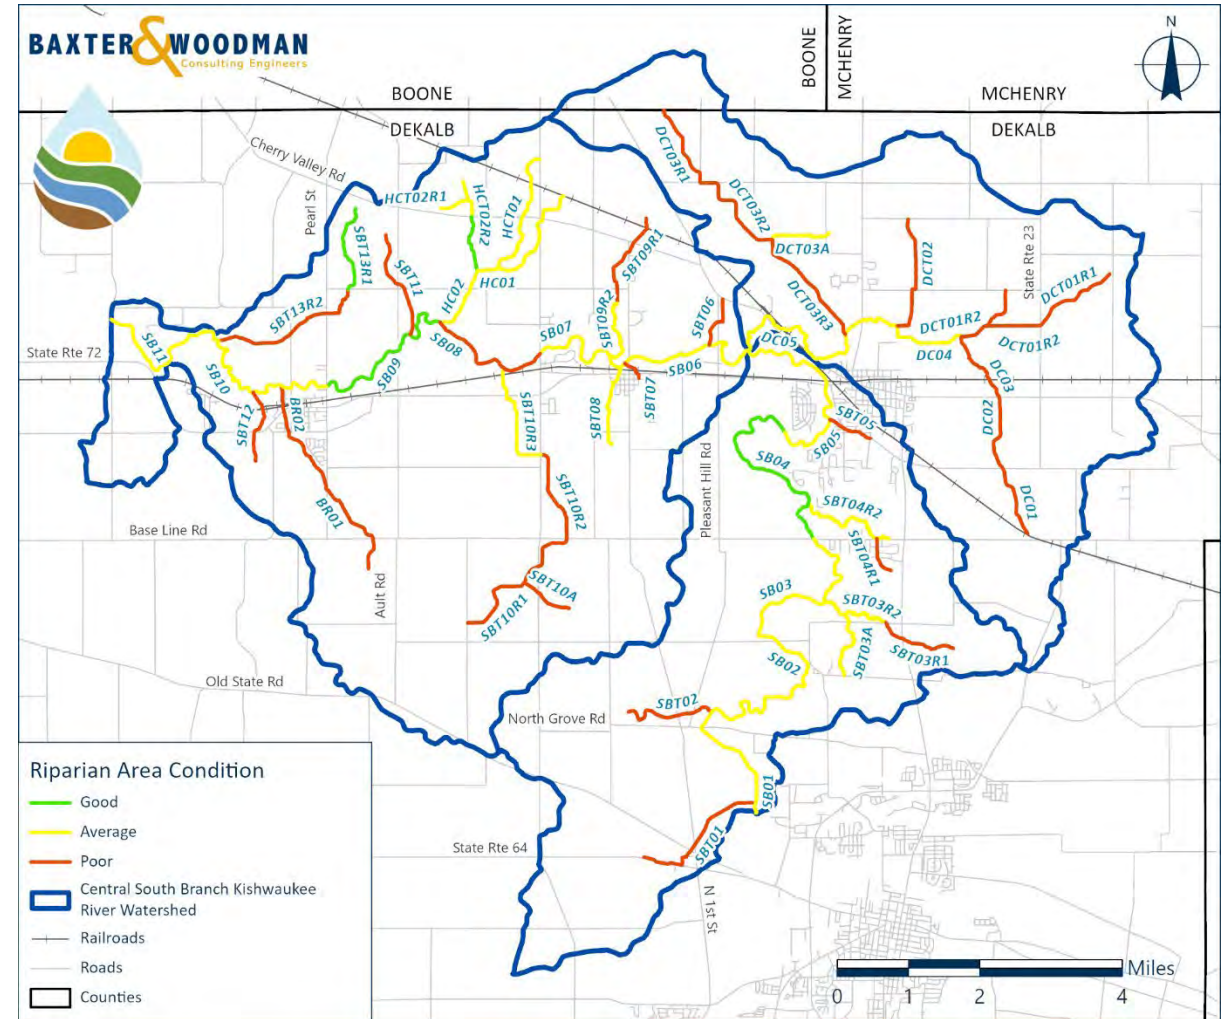 BAXTER & WOODMAN
Consulting Engineers
BOONE
DEKALB
BOONE
MCHENRY
MCHENRY
DEKALB
N
Cherry Valley Rd
Pearl St
HCT02R1
HCT02R2
HCT01
DCT03R1
DCT03R2
DCT03A
DCT03R3
DCT02
State Rte 23
DCT01R1
DCT01R2
DCT01R2
SBT13R1
SBT13R2
SBT11
HC02
HC01
SBT09R1
SBT09R2
SBT06
State Rte 72
SB11
SB10
SB09
SB08
SB07
SB06
DC05
DC04
DC03
DC02
DC01
SBT12
BR02
BR01
SBT10R3
SBT08
SBT07
SBT05
SB05
SB04
Pleasant Hill Rd
Base Line Rd
SBT10R2
SBT04R2
SBT04R1
Ault Rd
SBT10A
SBT10R1
SB03
SBT03R2
SBT03A
SBT03R1
SB02
Old State Rd
SBT02
North Grove Rd
SB01
State Rte 64
SBT01
N 1st St
Riparian Area Condition
Good
Average
Poor
Central South Branch Kishwaukee
River Watershed
Railroads
Roads
Counties
Miles
0 1 2 4